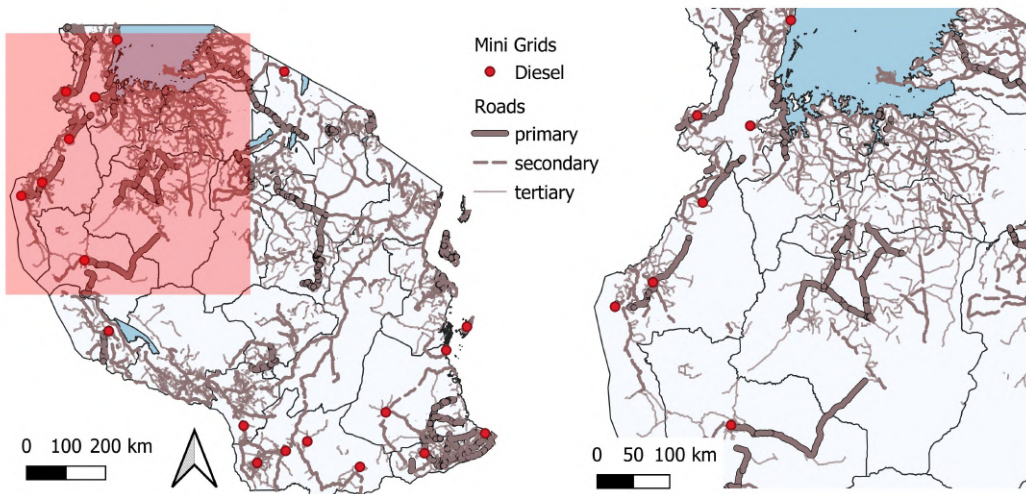 Mini Grids
Diesel
Roads
primary
secondary
tertiary
0 100 200 km
0 50 100 km